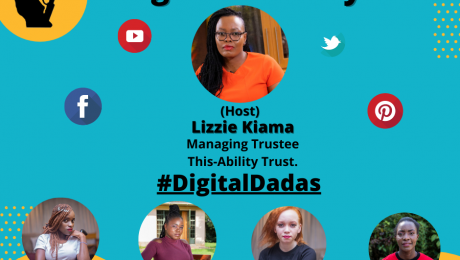 (Host)
Lizzie Kiama
Managing Trustee
This-Ability Trust.
#DigitalDadas